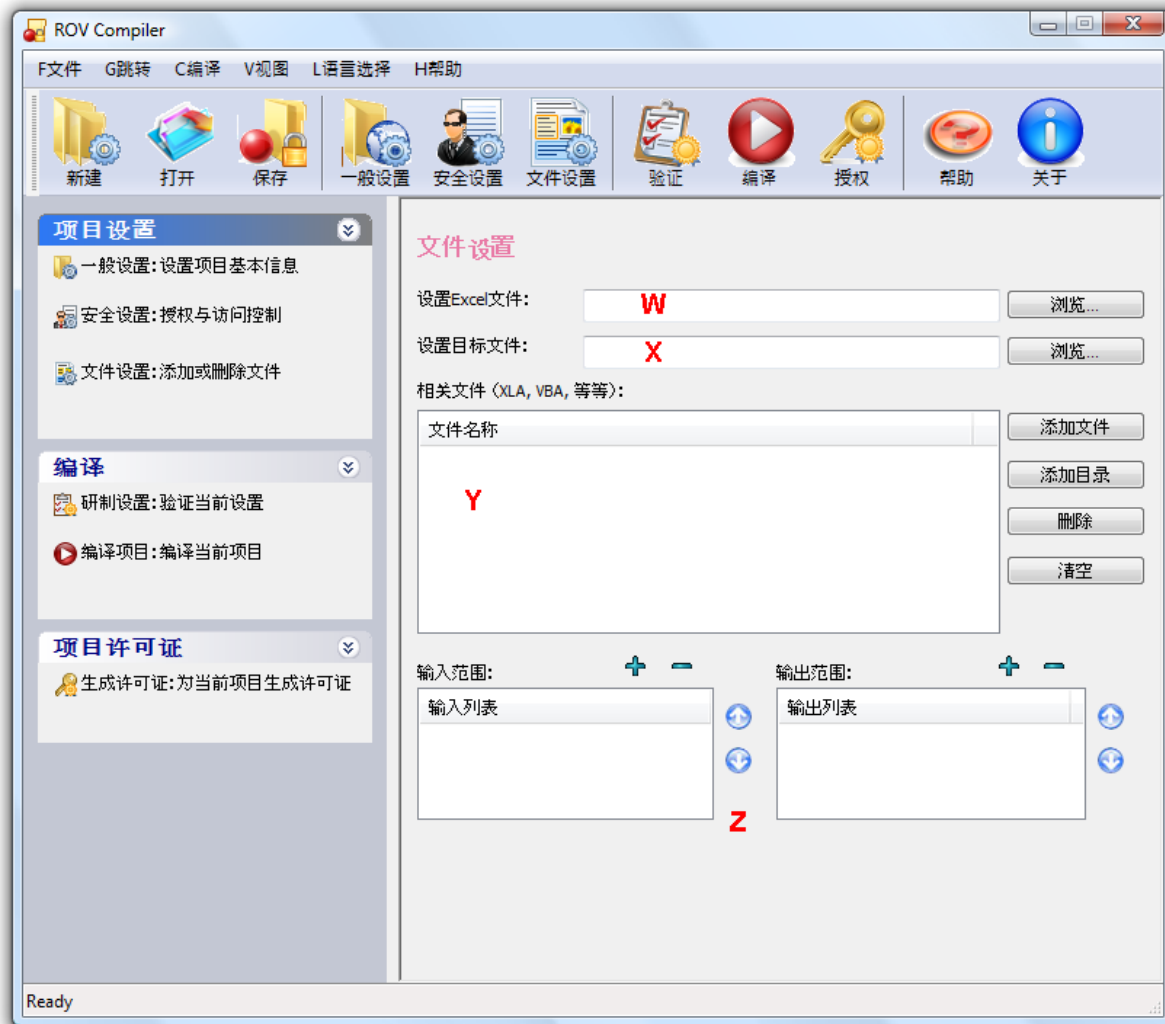 ROV Compiler
F文件 G跳转 C编译 V视图 L语言选择 H帮助
新建 打开 保存 一般设置 安全设置 文件设置 验证 编译 授权 帮助 关于
项目设置
一般设置:设置项目基本信息
安全设置:授权与访问控制
文件设置:添加或删除文件
编译
研制设置:验证当前设置
编译项目:编译当前项目
项目许可证
生成许可证:为当前项目生成许可证
文件设置
设置Excel文件: W 浏览...
设置目标文件: X 浏览...
相关文件 (XLA, VBA, 等等):
文件名称
Y
添加文件
添加目录
删除
清空
输入范围:
输入列表
输出范围:
输出列表
Z
Ready